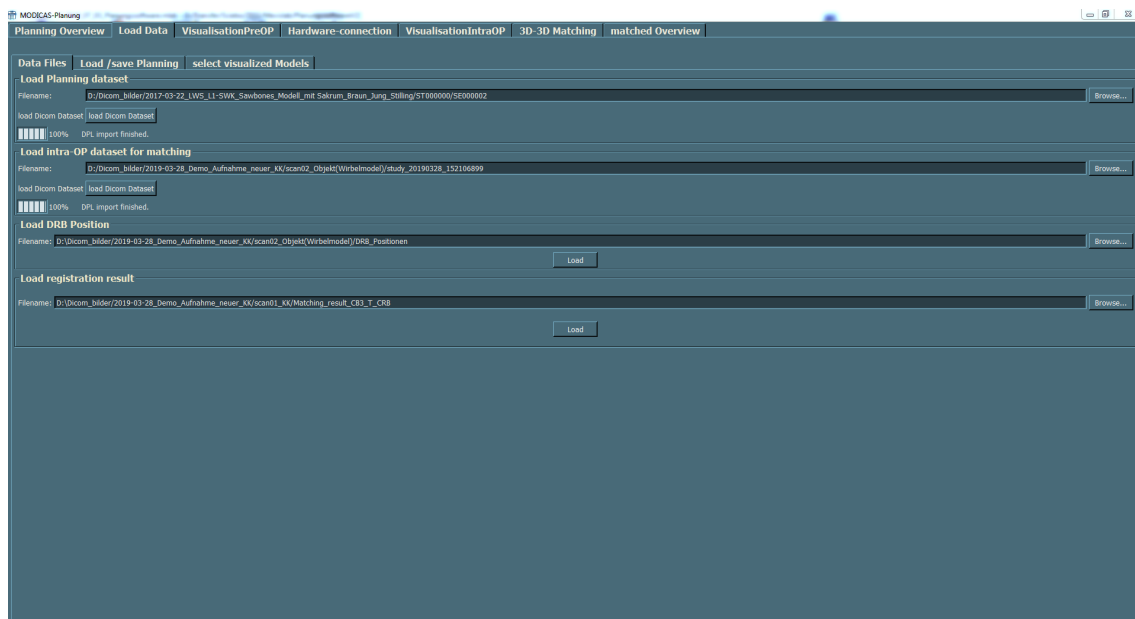 MODICAS-Planung
Planning Overview Load Data VisualisationPreOP Hardware-connection VisualisationIntraOP 3D-3D Matching matched Overview
Data Files Load /save Planning select visualized Models
Load Planning dataset
Filename: D:/Dicom_bilder/2017-03-22_LWS_L1-SWK_Sawbones_Modell_mit Sakrum_Braun_Jung_Stilling/ST000000/SE000002 Browse...
load Dicom Dataset load Dicom Dataset
100% DPL import finished.
Load intra-OP dataset for matching
Filename: D:/Dicom_bilder/2019-03-28_Demo_Aufnahme_neuer_KK/scan02_Objekt(Wirbelmodel)/study_20190328_152106899 Browse...
load Dicom Dataset load Dicom Dataset
100% DPL import finished.
Load DRB Position
Filename: D:\Dicom_bilder/2019-03-28_Demo_Aufnahme_neuer_KK/scan02_Objekt(Wirbelmodel)/DRB_Positionen Browse...
Load
Load registration result
Filename: D:\Dicom_bilder/2019-03-28_Demo_Aufnahme_neuer_KK/scan01_KK/Matching_result_CB3_T_CRB Browse...
Load